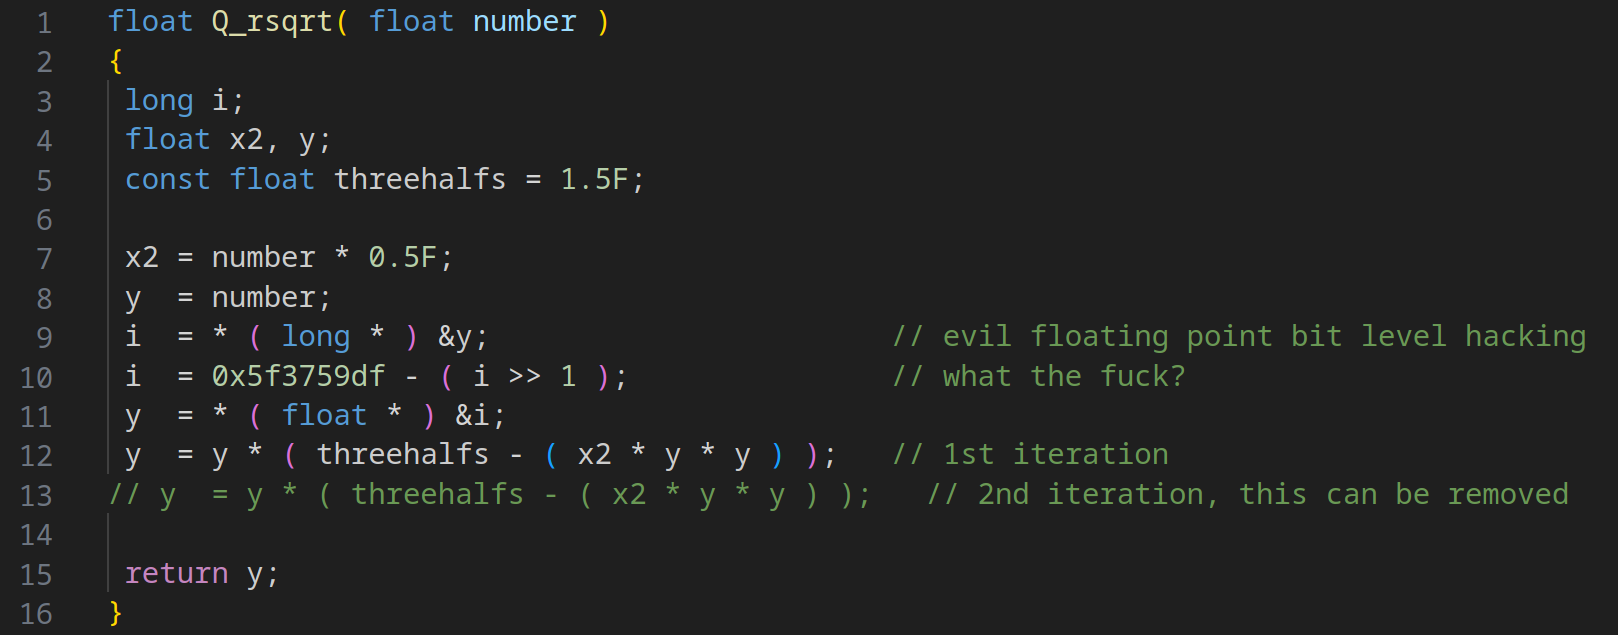 1 float Q_rsqrt( float number )
2 {
3 long i;
4 float x2, y;
5 const float threehalfs = 1.5F;
6
7 x2 = number * 0.5F;
8 y  = number;
9 i  = * ( long * ) &y; // evil floating point bit level hacking
10 i  = 0x5f3759df - ( i >> 1 ); // what the fuck?
11 y  = * ( float * ) &i;
12 y  = y * ( threehalfs - ( x2 * y * y ) ); // 1st iteration
13 // y  = y * ( threehalfs - ( x2 * y * y ) ); // 2nd iteration, this can be removed
14
15 return y;
16 }